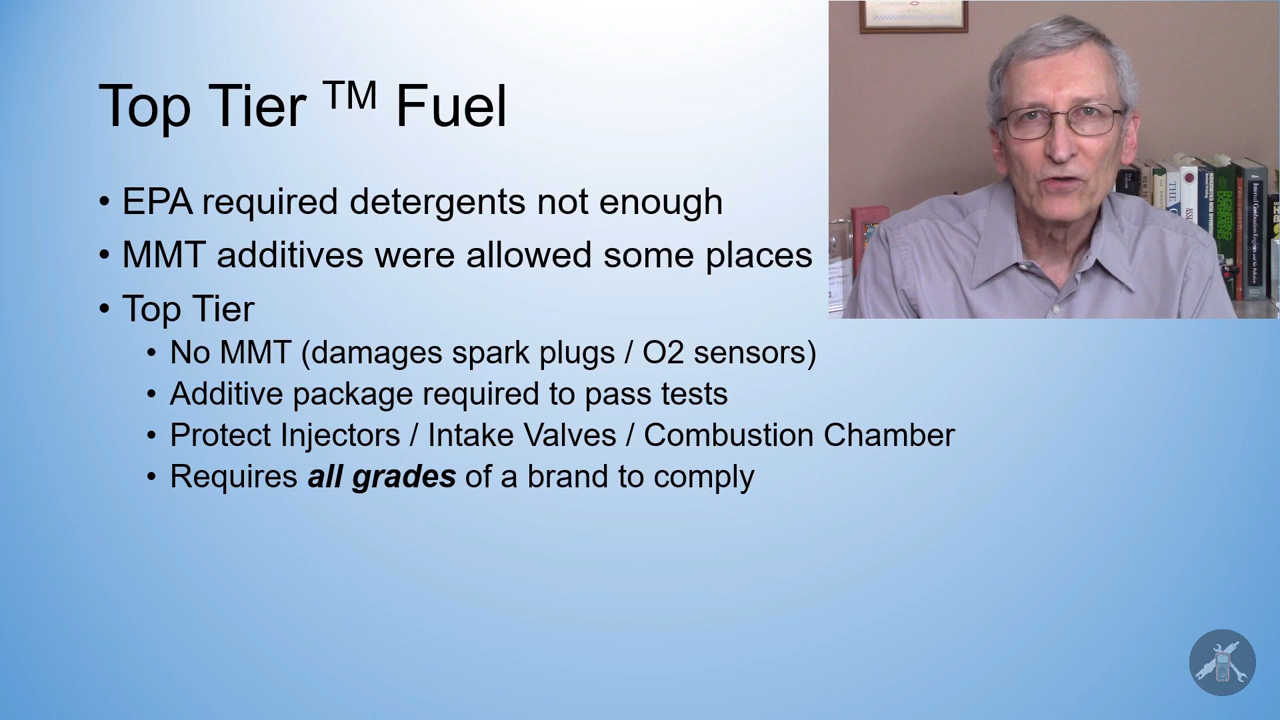 Top Tier TM Fuel
• EPA required detergents not enough
• MMT additives were allowed some places
• Top Tier
• No MMT (damages spark plugs / O2 sensors)
• Additive package required to pass tests
• Protect Injectors / Intake Valves / Combustion Chamber
• Requires all grades of a brand to comply